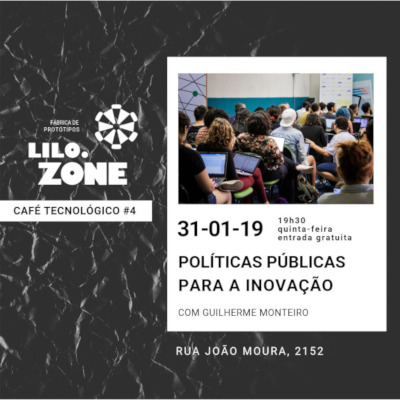 FÁBRICA DE
PROTÓTIPOS
LILO.
ZONE
CAFÉ TECNOLÓGICO #4
31-01-19
19h30
quinta-feira
entrada gratuita
POLÍTICAS PÚBLICAS
PARA A INOVAÇÃO
COM GUILHERME MONTEIRO
RUA JOÃO MOURA, 2152